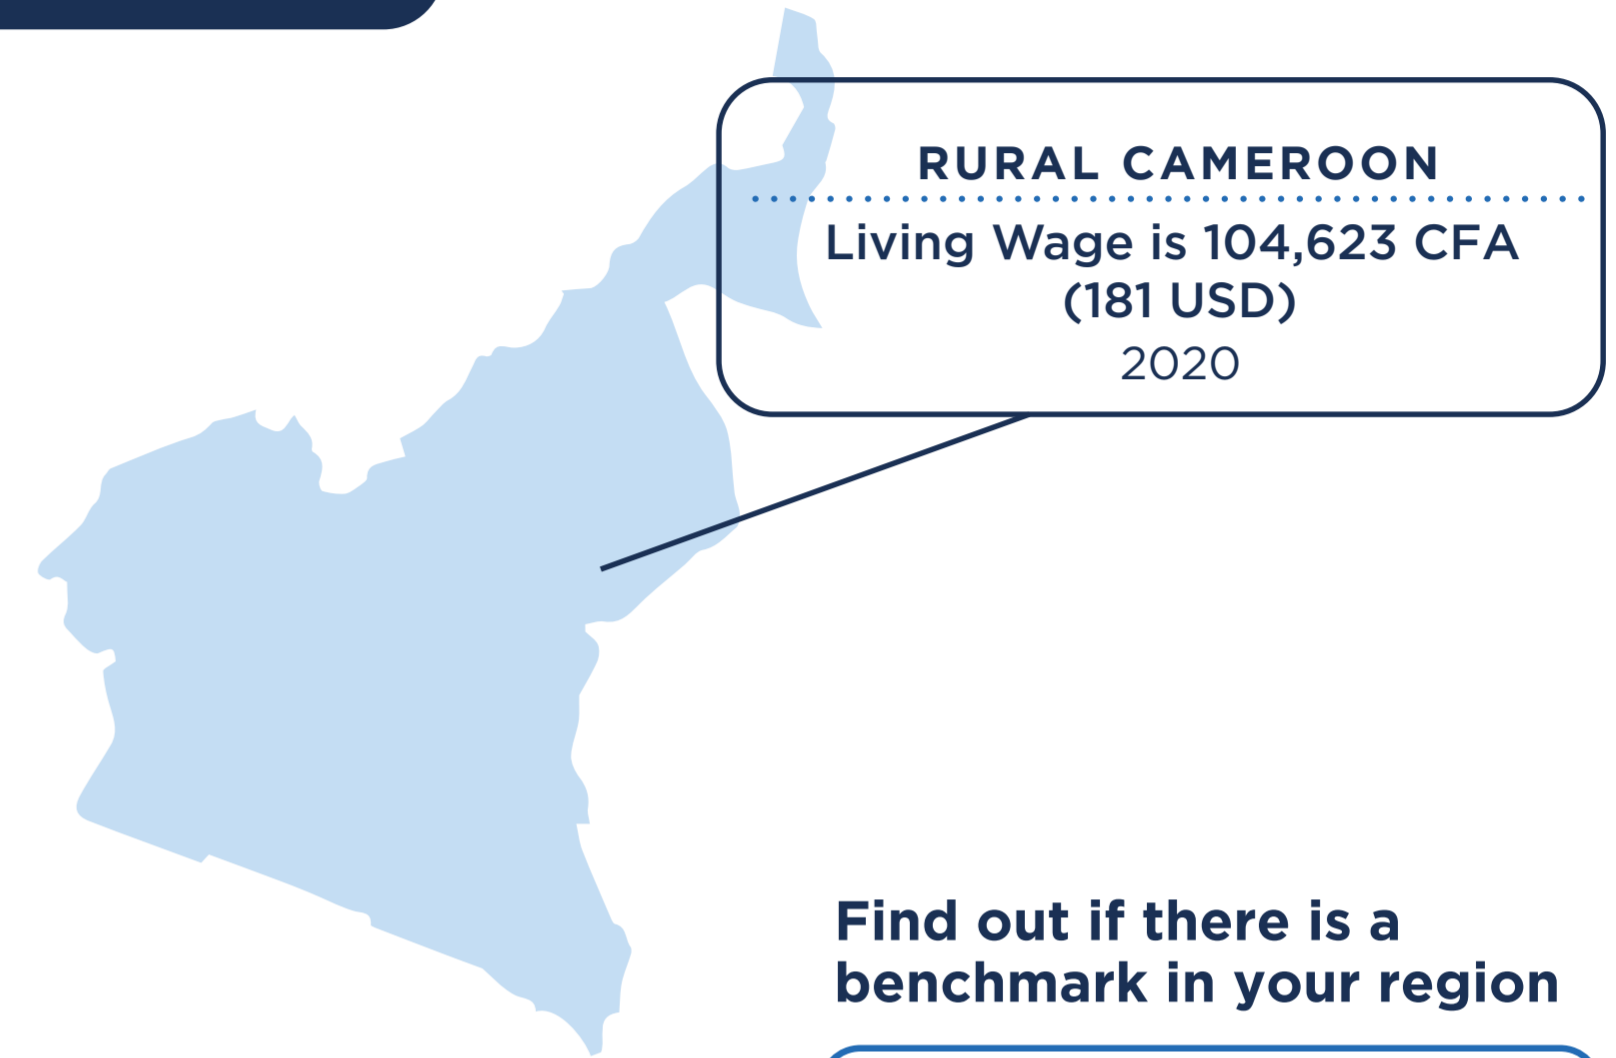 RURAL CAMEROON
Living Wage is 104,623 CFA
(181 USD)
2020
Find out if there is a
benchmark in your region